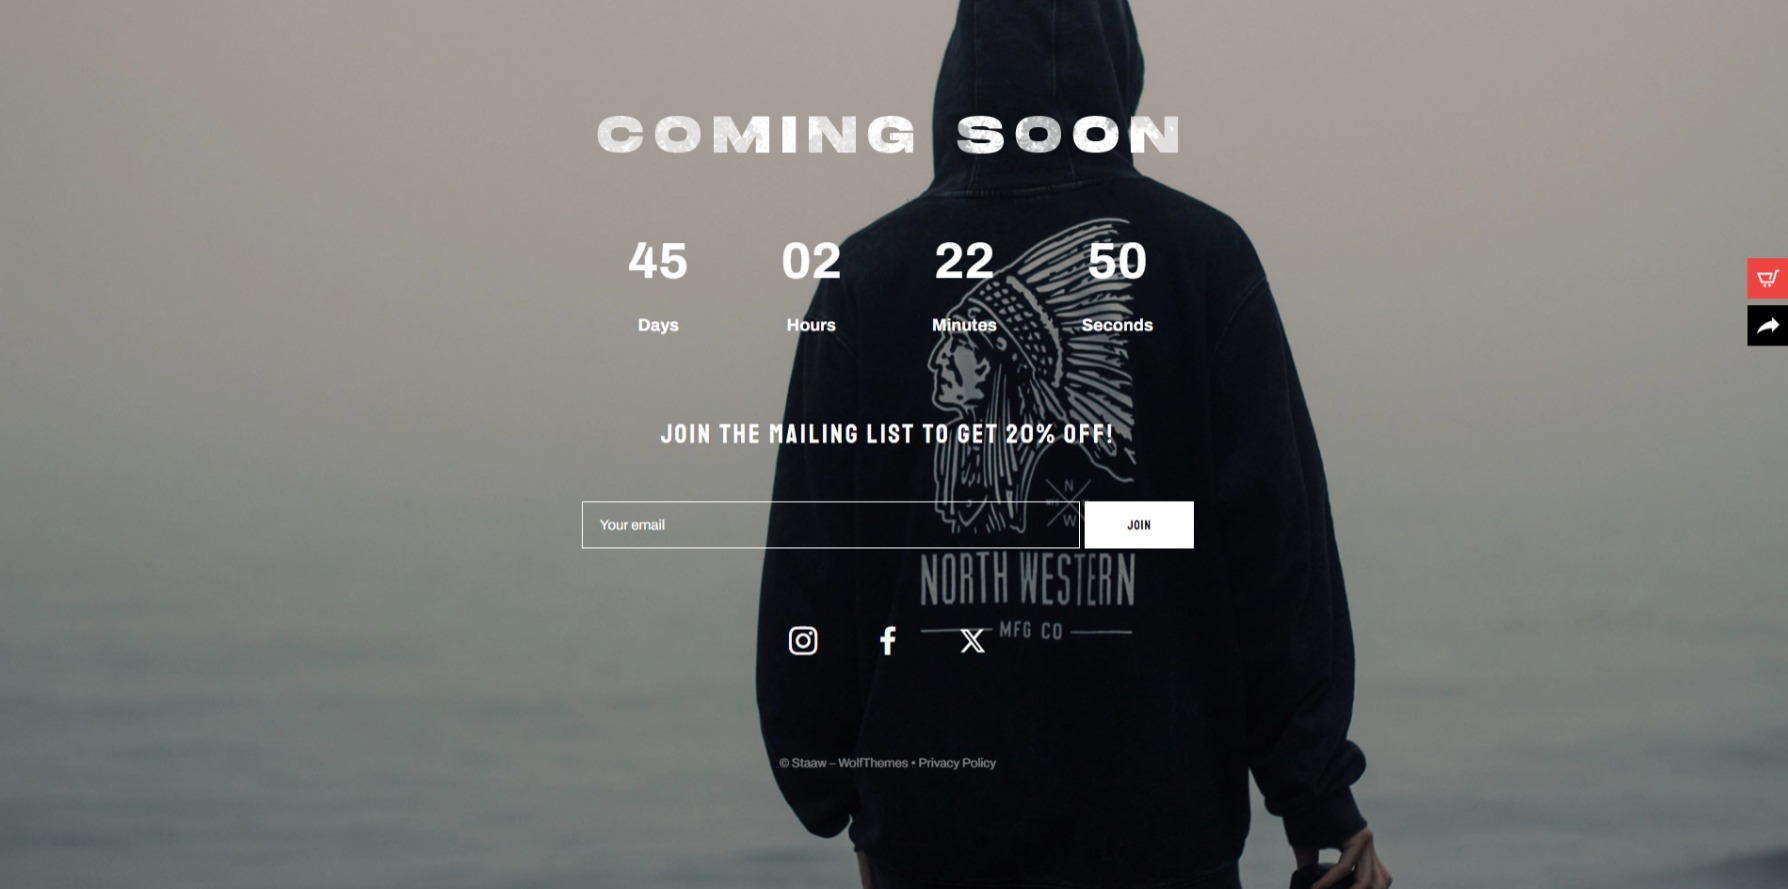 COMING SOON
45 02 22 50
Days Hours Minutes Seconds
JOIN THE MAILING LIST TO GET 20% OFF!
N
W
Your email
JOIN
NORTH WESTERN
MFG CO
© Staaw – WolfThemes • Privacy Policy